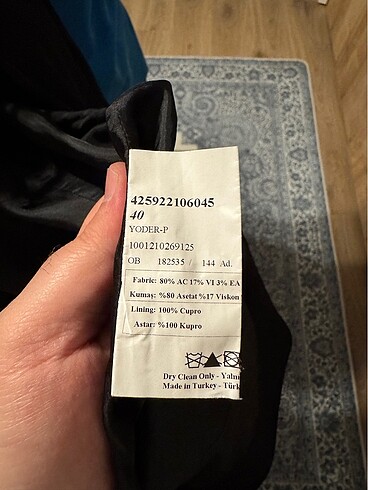 425922106045
40
YODER-P
1001210269125
OB 182535 / 144 Ad.
Fabric: 80% AC 17% VI 3% EA
Kumaş: %80 Asetat %17 Viskon
Lining: 100% Cupro
Astar: %100 Kupro
Dry Clean Only - Yaln
Made in Turkey - Türk